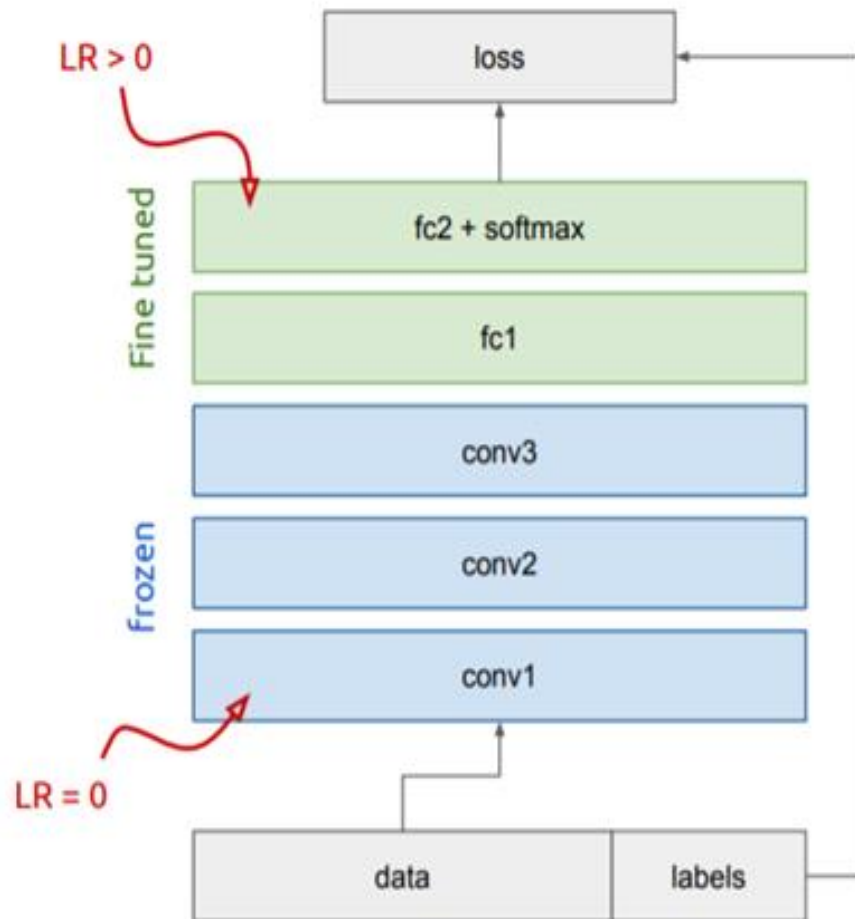 loss
LR > 0
fc2 + softmax
Fine tuned
fc1
conv3
frozen
conv2
conv1
LR = 0
data
labels